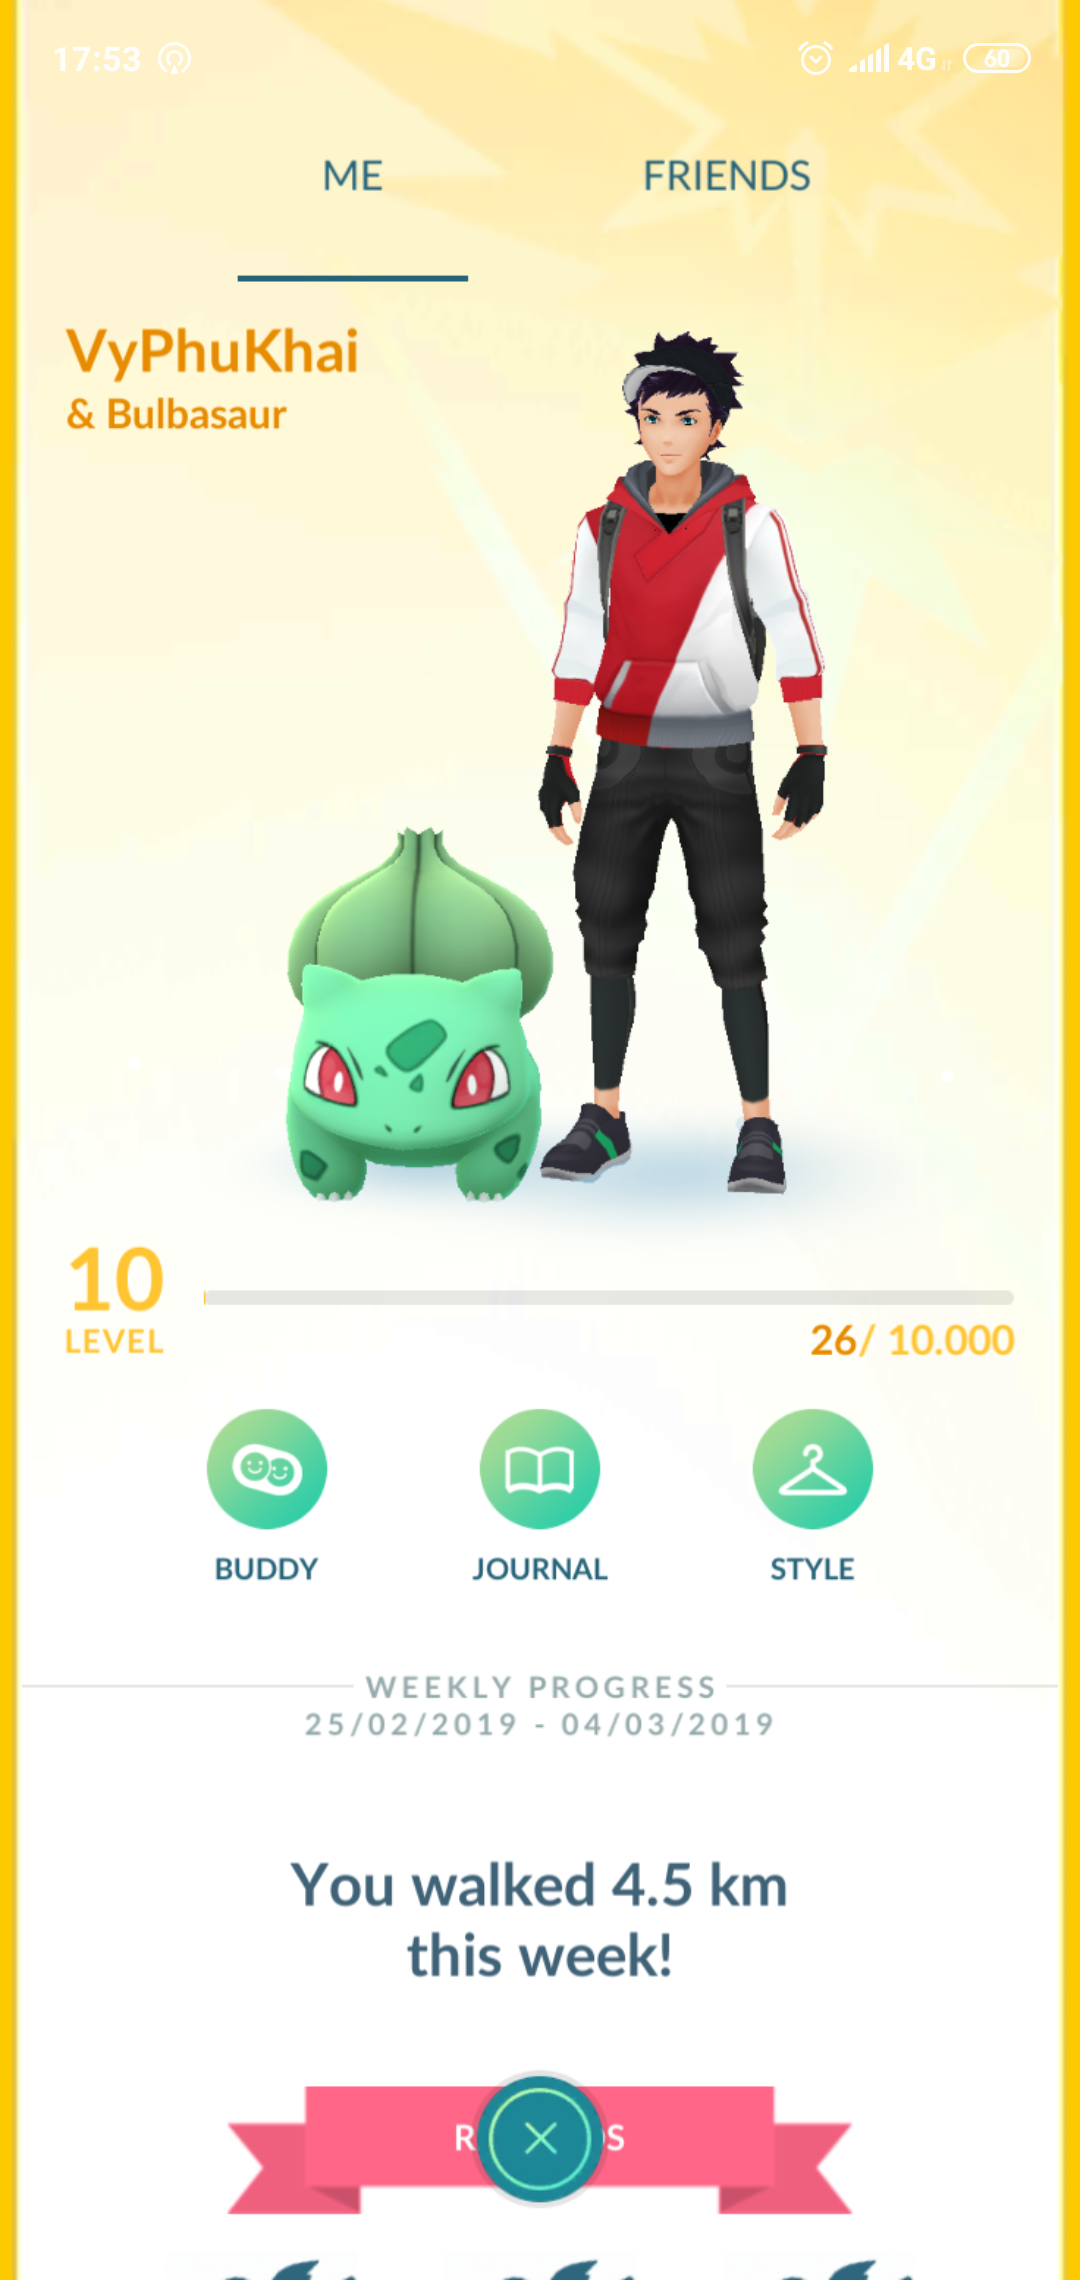 17:53 4G 60
ME FRIENDS
VyPhuKhai
& Bulbasaur
10
LEVEL
26/ 10.000
BUDDY JOURNAL STYLE
WEEKLY PROGRESS
25/02/2019 - 04/03/2019
You walked 4.5 km
this week!